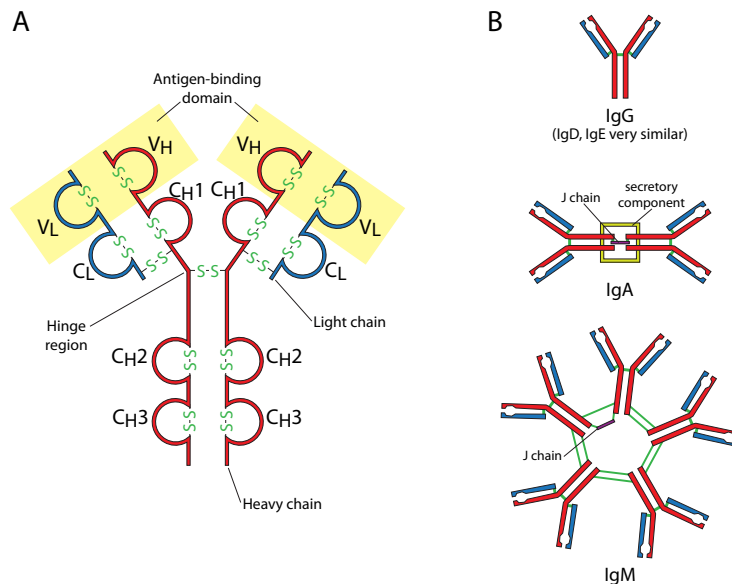 A
Antigen-binding
domain
VH
VH
CH1
CH1
VL
VL
S-S
S-S
S-S
S-S
S-S
S-S
CL
CL
S-S
S-S
S-S
Hinge
region
Light chain
CH2
S-S
S-S
CH2
CH3
S-S
S-S
CH3
Heavy chain
B
IgG
(IgD, IgE very similar)
J chain
secretory
component
IgA
J chain
IgM